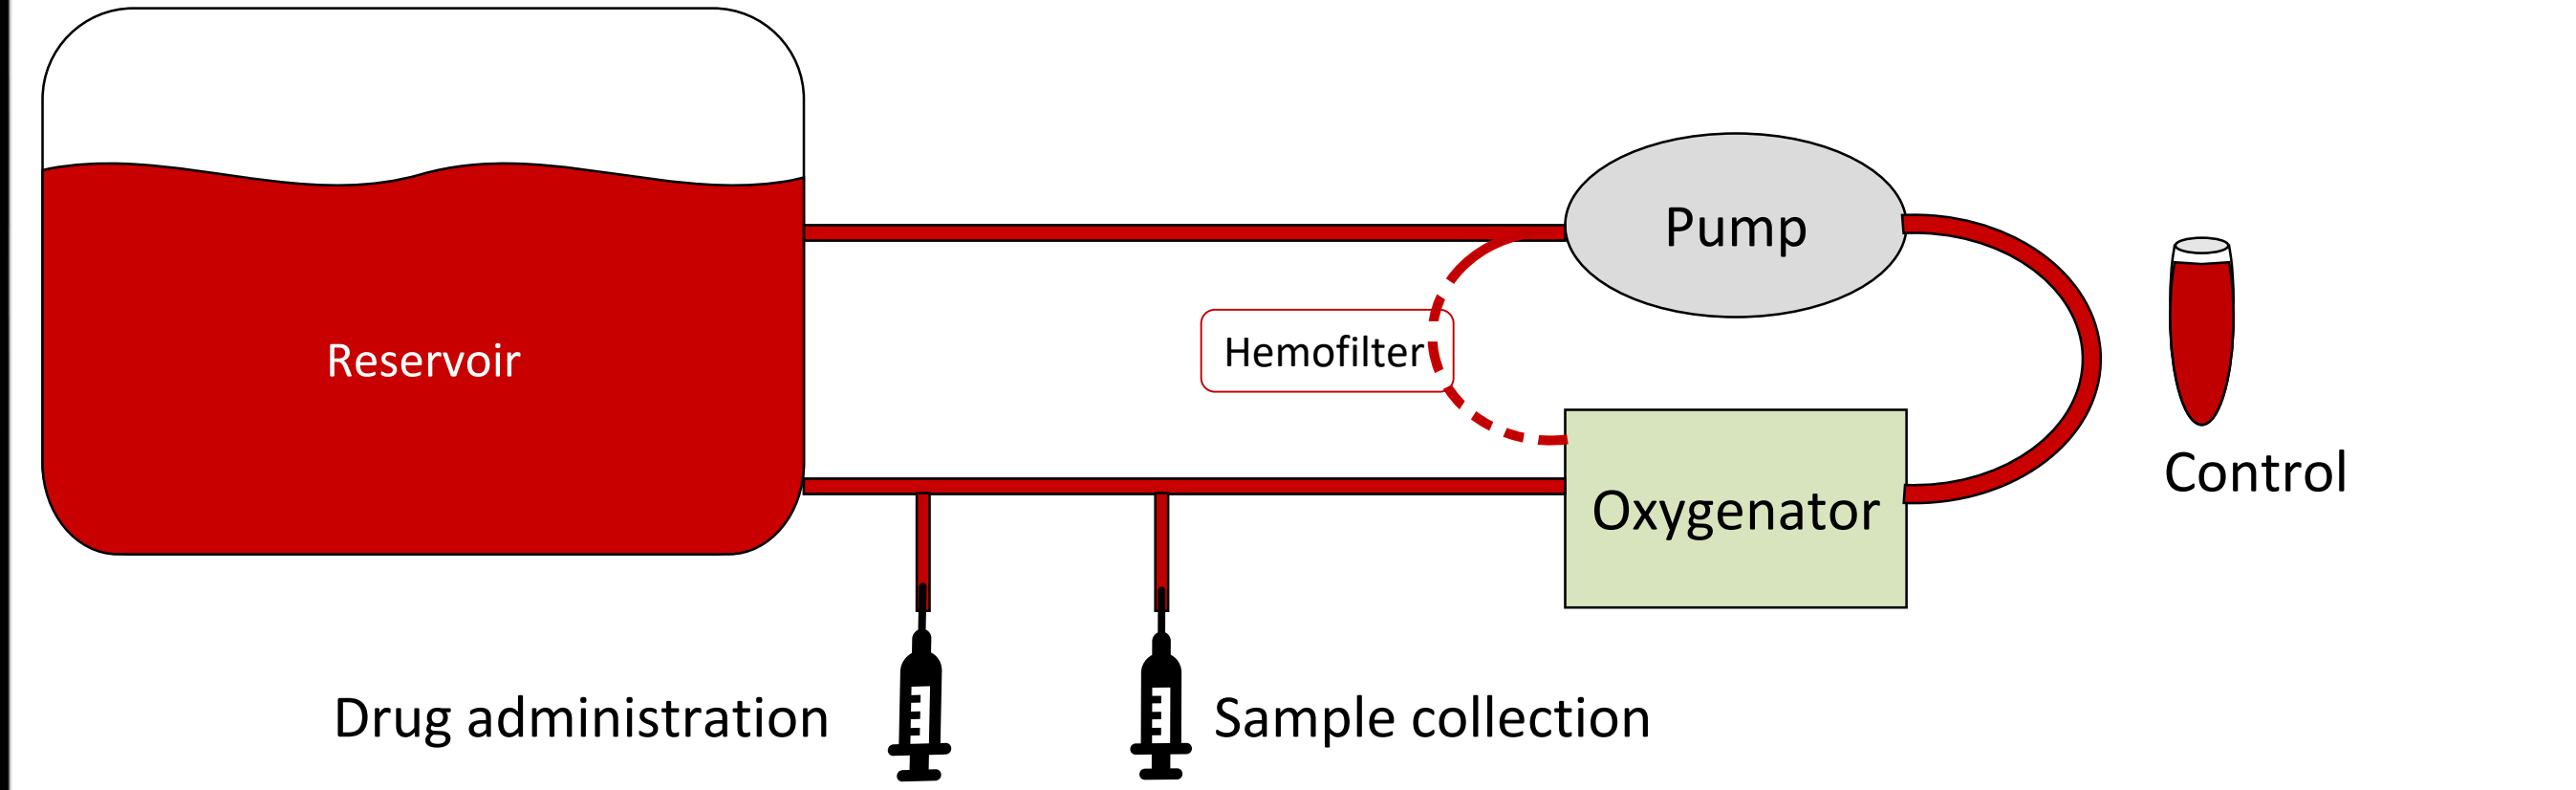 Pump
Reservoir
Hemofilter
Control
Oxygenator
Drug administration
Sample collection